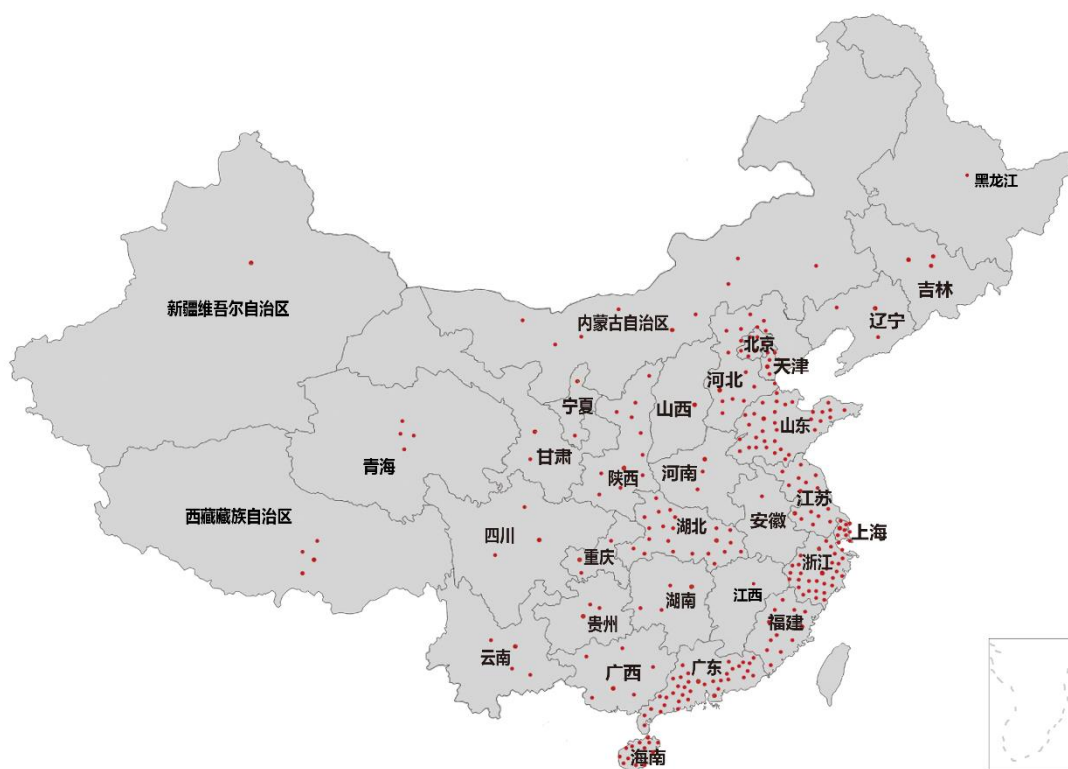 黑龙江
吉林
新疆维吾尔自治区
内蒙古自治区
辽宁
北京
天津
河北
宁夏
山西
山东
青海
甘肃
陕西
河南
西藏藏族自治区
江苏
四川
湖北
安徽
上海
重庆
浙江
湖南
江西
贵州
福建
云南
广西
广东
海南